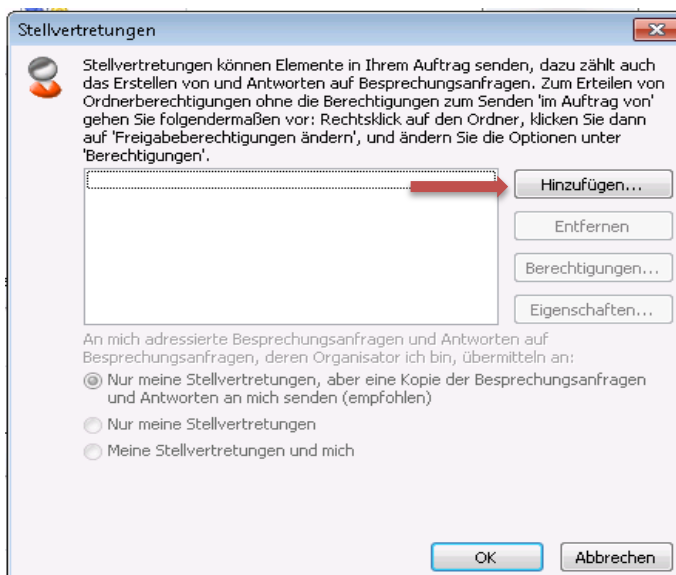 Stellvertretungen
Stellvertretungen können Elemente in Ihrem Auftrag senden, dazu zählt auch
das Erstellen von und Antworten auf Besprechungsanfragen. Zum Erteilen von
Ordnerberechtigungen ohne die Berechtigungen zum Senden 'im Auftrag von'
gehen Sie folgendermaßen vor: Rechtsklick auf den Ordner, klicken Sie dann
auf 'Freigabeberechtigungen ändern', und ändern Sie die Optionen unter
'Berechtigungen'.
Hinzufügen...
Entfernen
Berechtigungen...
Eigenschaften...
An mich adressierte Besprechungsanfragen und Antworten auf
Besprechungsanfragen, deren Organisator ich bin, übermitteln an:
Nur meine Stellvertretungen, aber eine Kopie der Besprechungsanfragen
und Antworten an mich senden (empfohlen)
Nur meine Stellvertretungen
Meine Stellvertretungen und mich
OK
Abbrechen